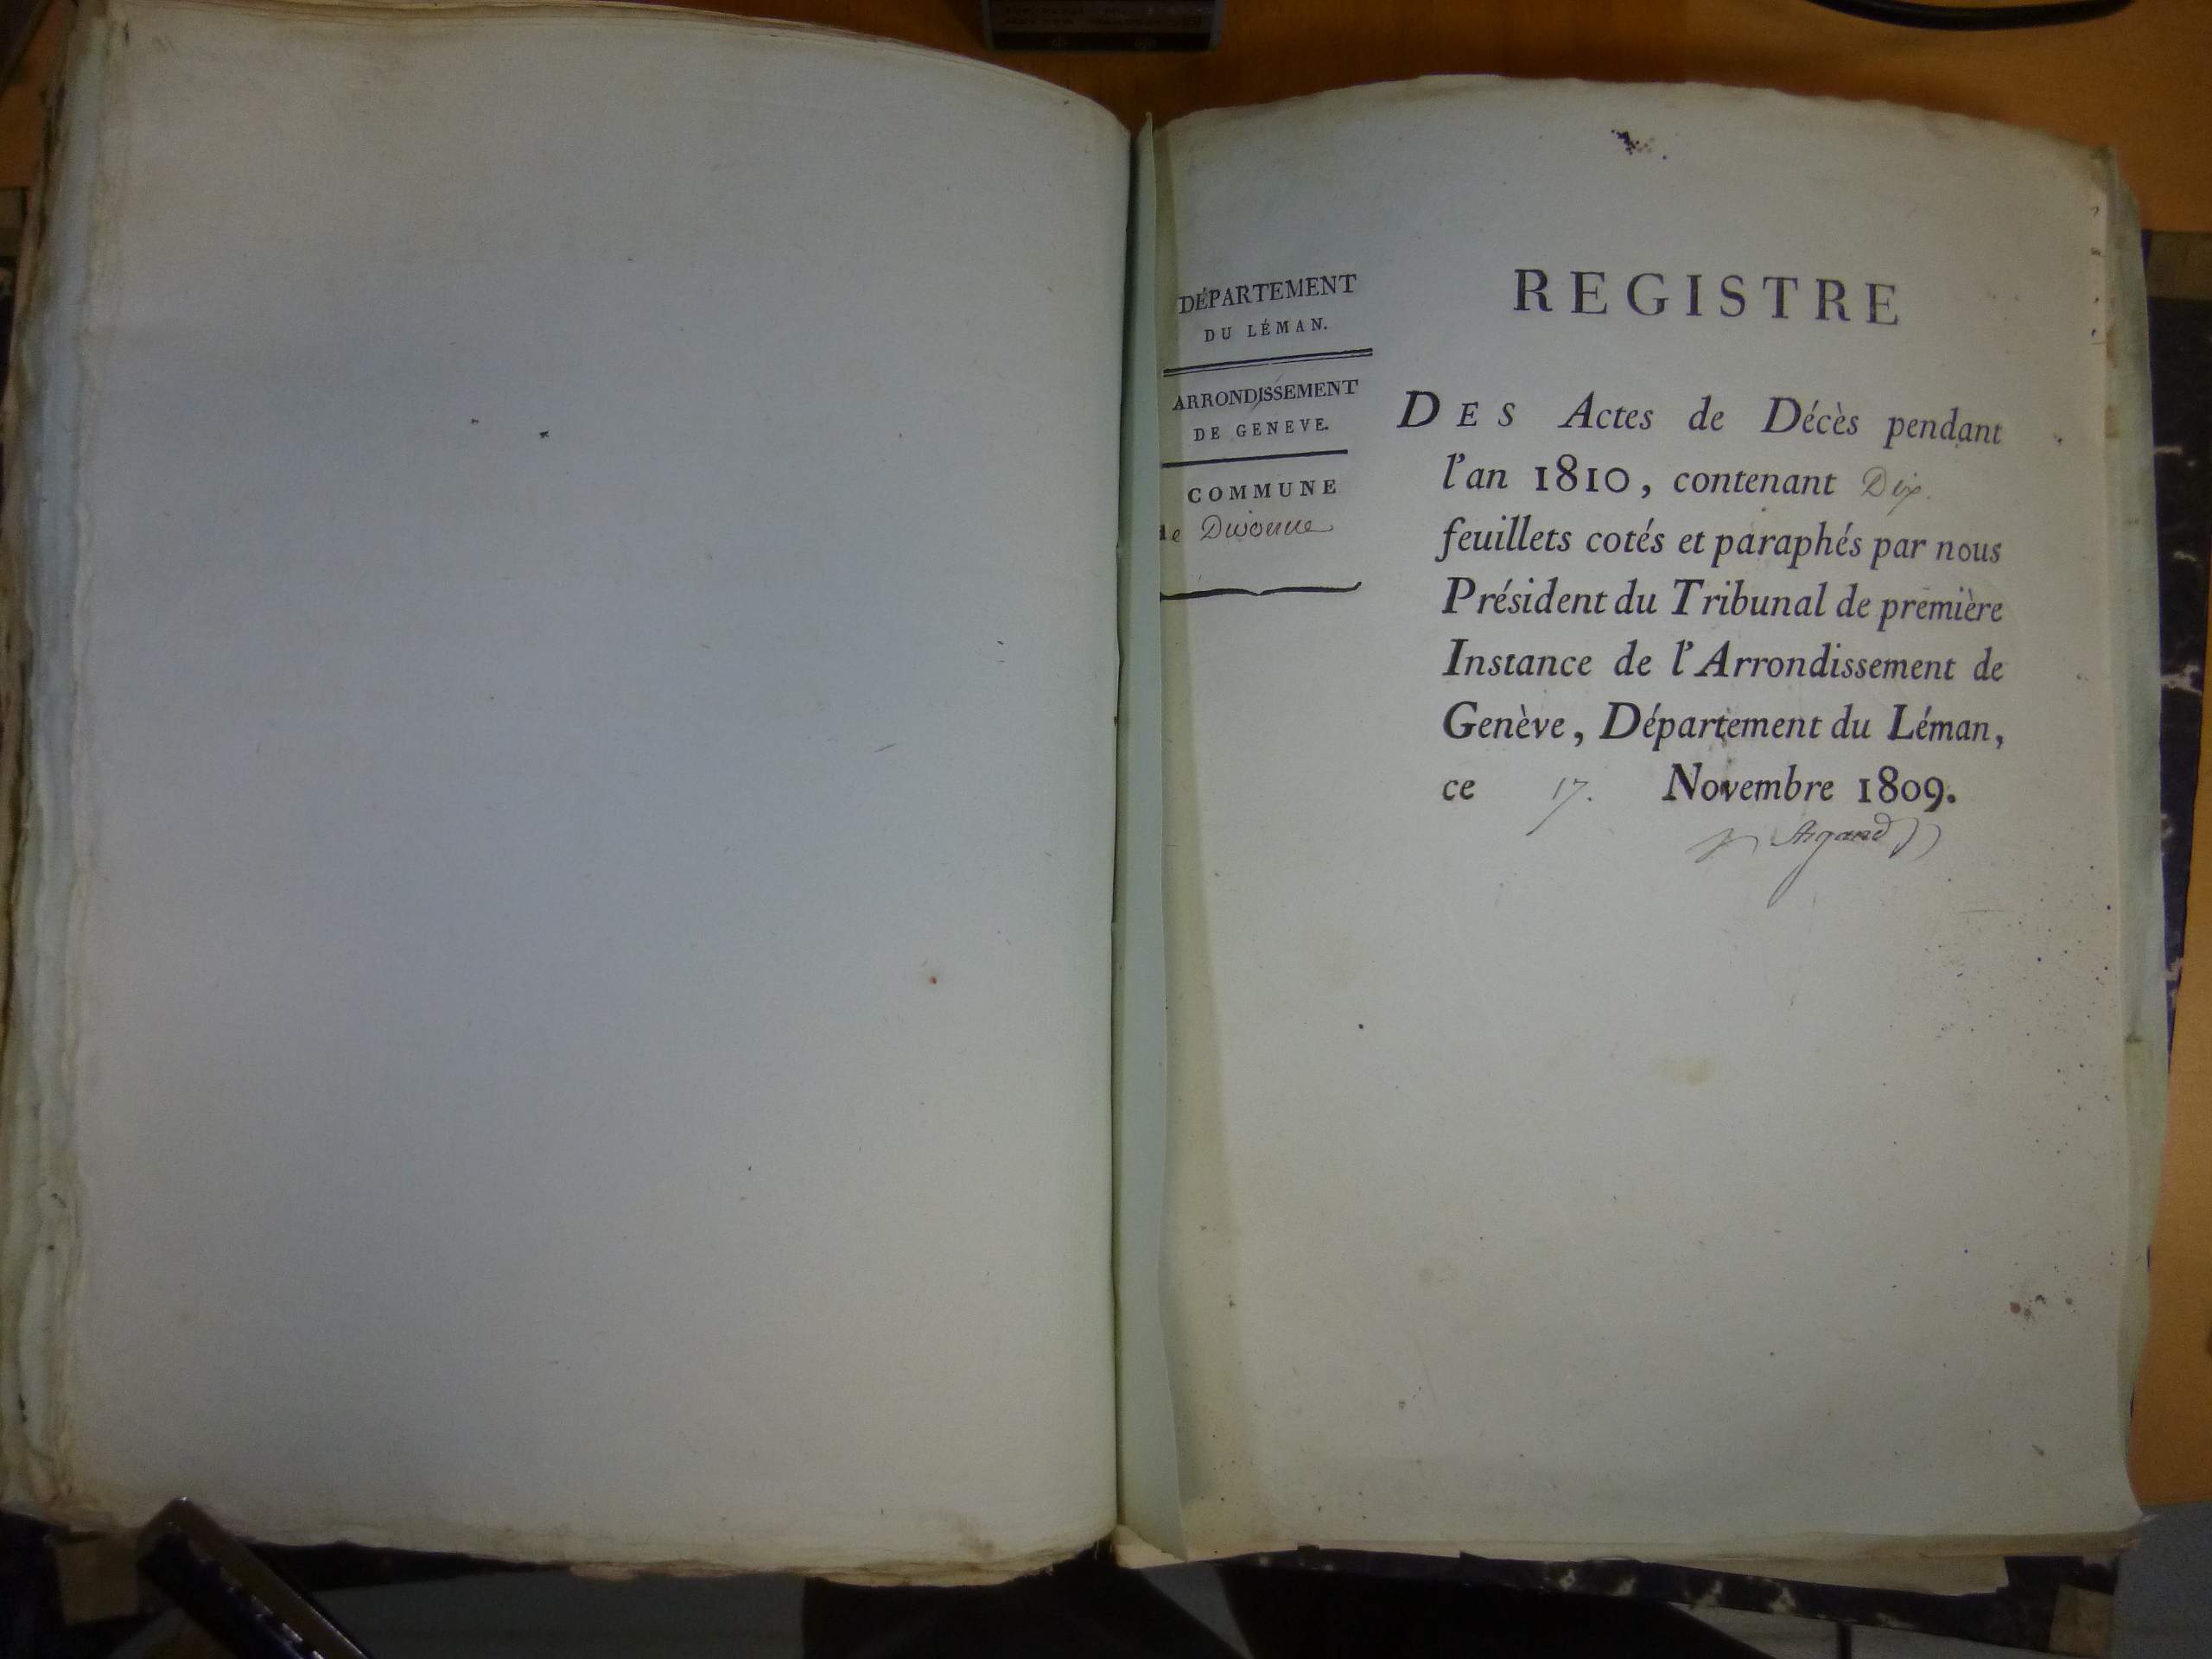 DÉPARTEMENT
DU LÉMAN.
ARRONDISSEMENT
DE GENEVE.
COMMUNE
de Divonne
REGISTRE
DES Actes de Décès pendant
l'an 1810, contenant Dix
feuillets cotés et paraphés par nous
Président du Tribunal de première
Instance de l'Arrondissement de
Genève, Département du Léman,
ce 17. Novembre 1809.
Argand